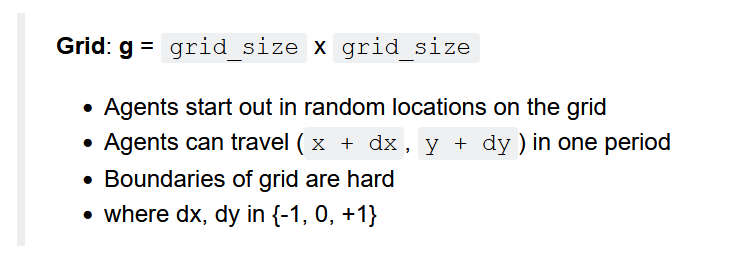 Grid: g = grid_size x grid_size
• Agents start out in random locations on the grid
• Agents can travel ( x + dx , y + dy ) in one period
• Boundaries of grid are hard
• where dx, dy in {-1, 0, +1}